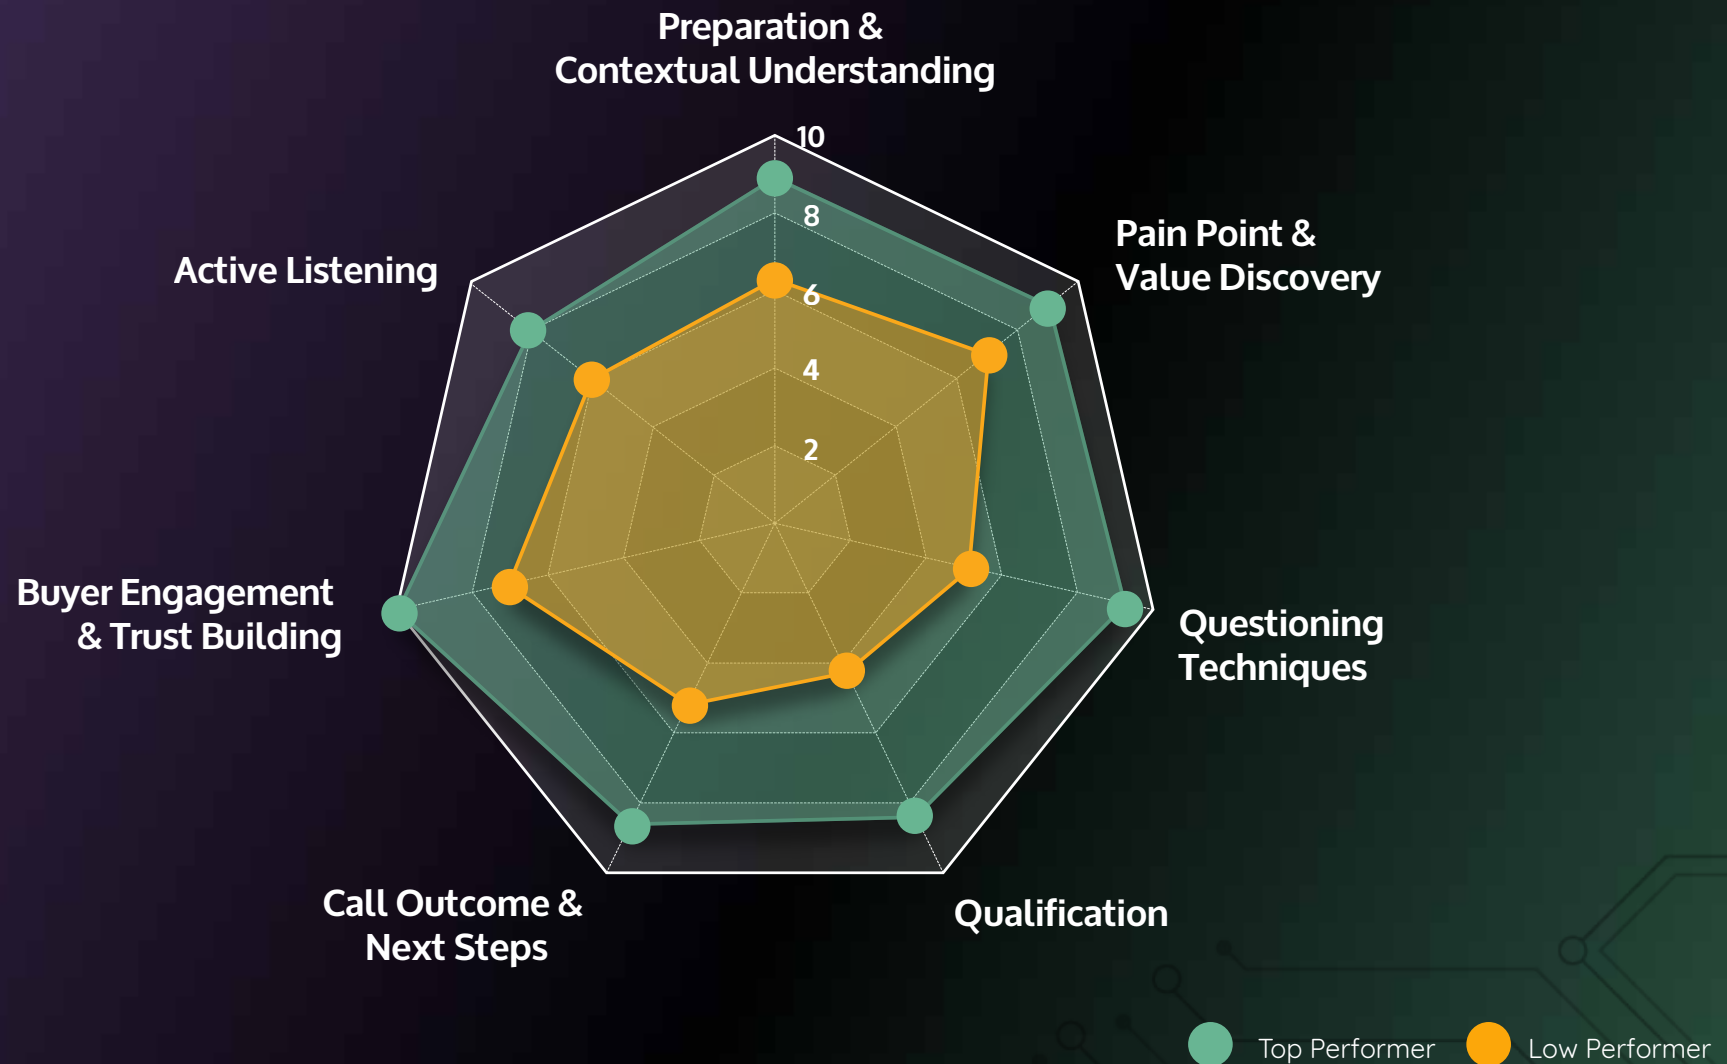 Preparation &
Contextual Understanding
10
8
6
4
2
Pain Point &
Value Discovery
Active Listening
Buyer Engagement
& Trust Building
Questioning
Techniques
Call Outcome &
Next Steps
Qualification
Top Performer
Low Performer